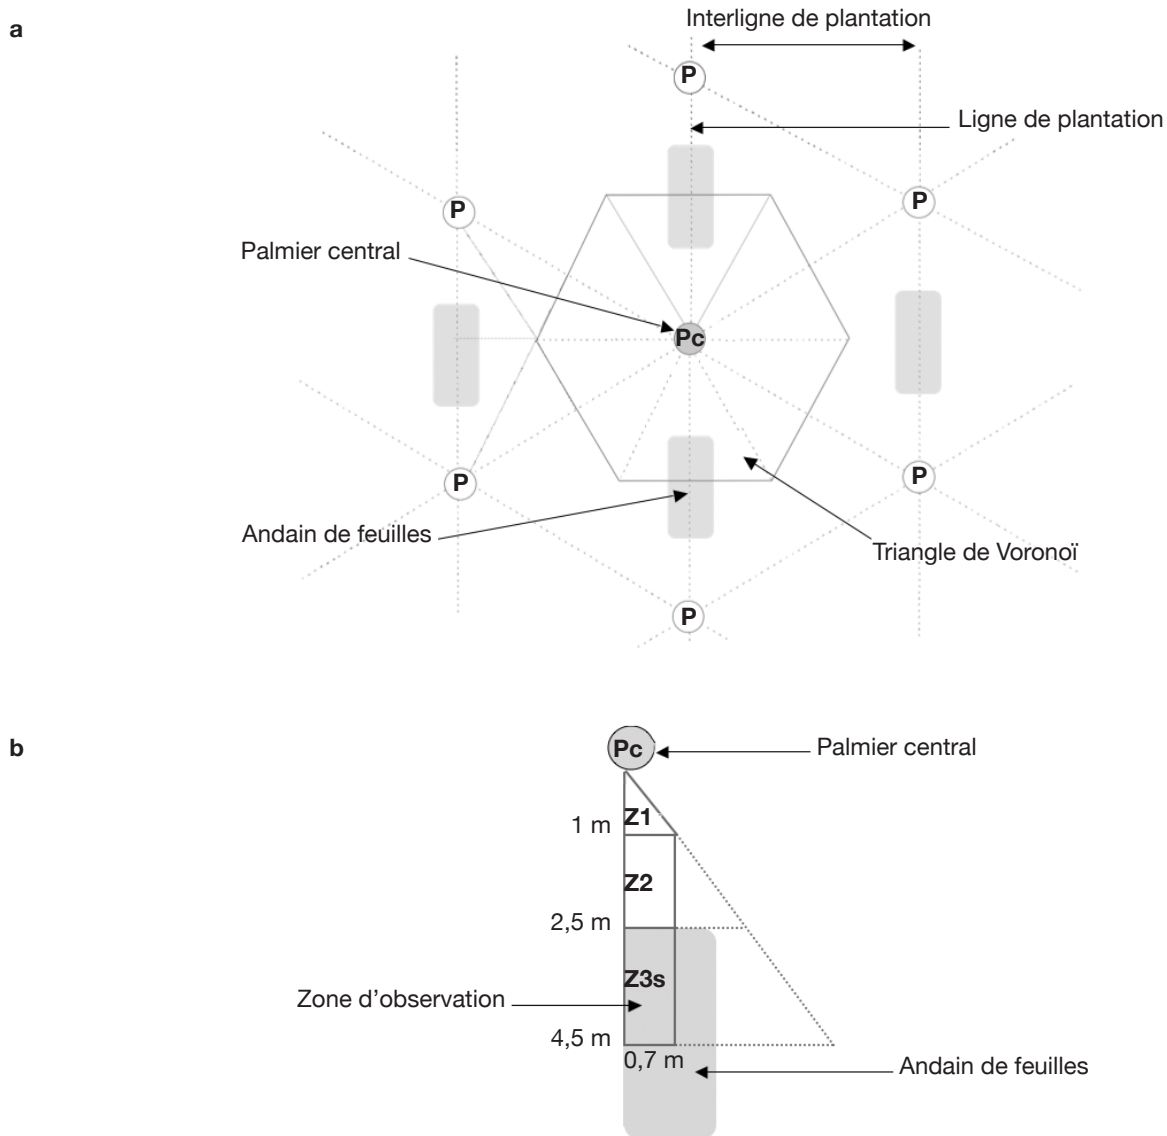 a
Interligne de plantation
P
Ligne de plantation
P
P
Palmier central
Pc
P
P
Andain de feuilles
Triangle de Voronoï
P
b
Pc
Palmier central
Z1
1 m
Z2
2,5 m
Z3s
Zone d’observation
4,5 m
0,7 m
Andain de feuilles